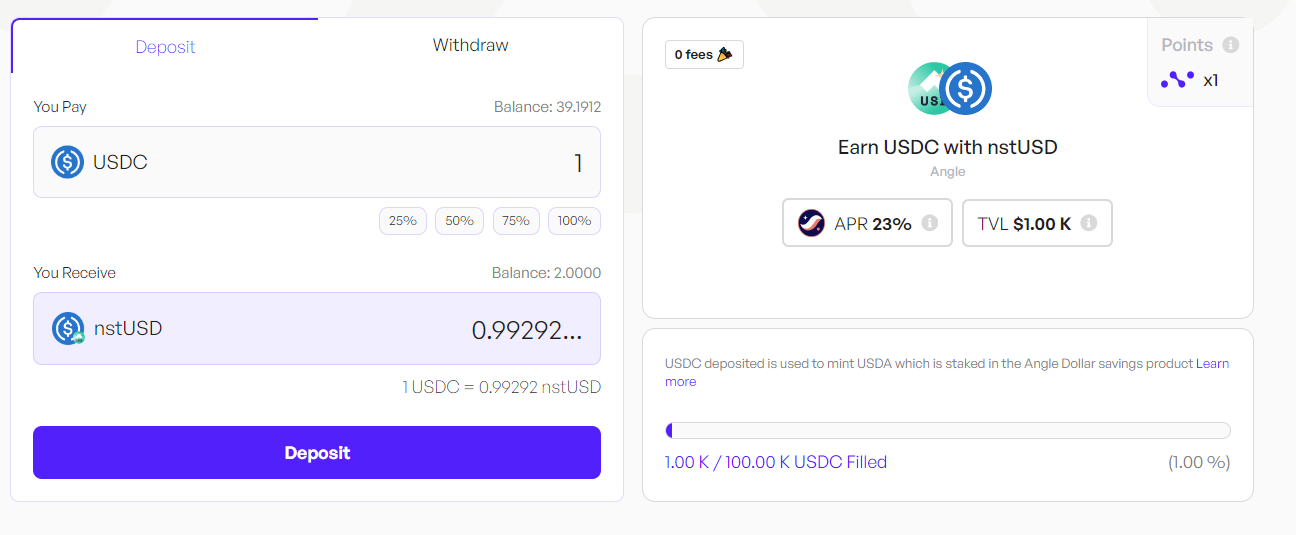 Deposit
Withdraw
You Pay
Balance: 39.1912
USDC
1
25%
50%
75%
100%
You Receive
Balance: 2.0000
nstUSD
0.99292...
1 USDC = 0.99292 nstUSD
Deposit
0 fees
Points
x1
Earn USDC with nstUSD
Angle
APR 23%
TVL $1.00 K
USDC deposited is used to mint USDA which is staked in the Angle Dollar savings product Learn
more
1.00 K / 100.00 K USDC Filled
(1.00 %)